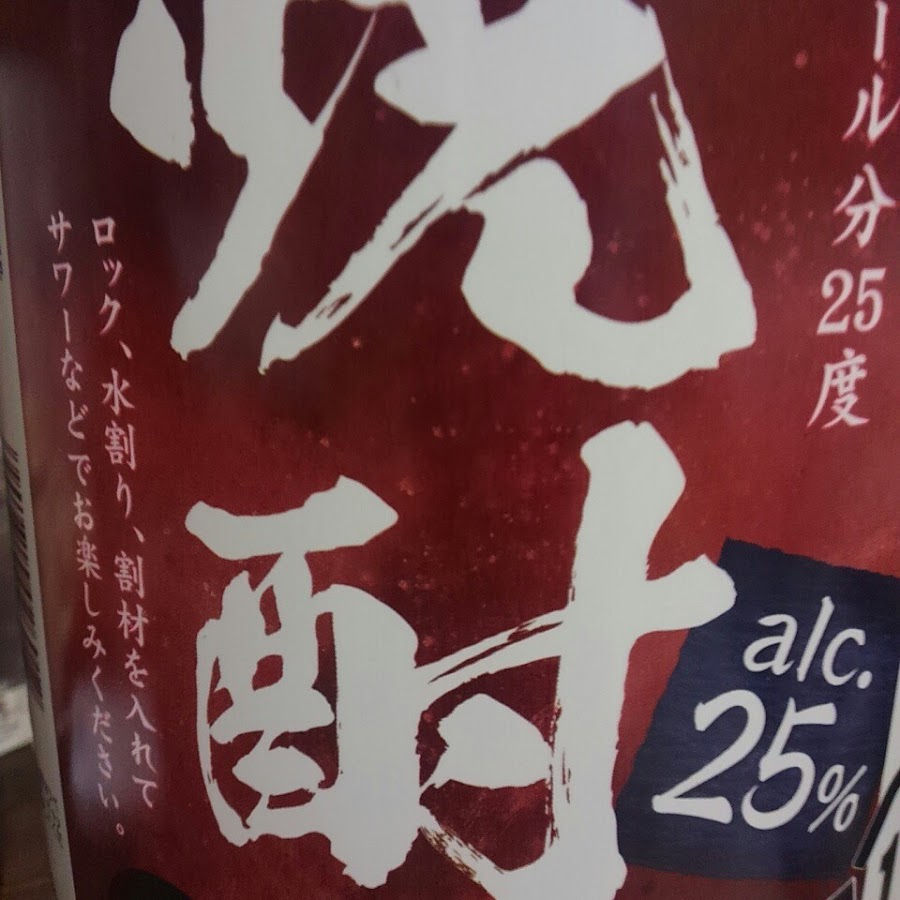 ール分25度
焼酎
ロック、水割り、割材を入れて
サワーなどでお楽しみください。
alc.
25%